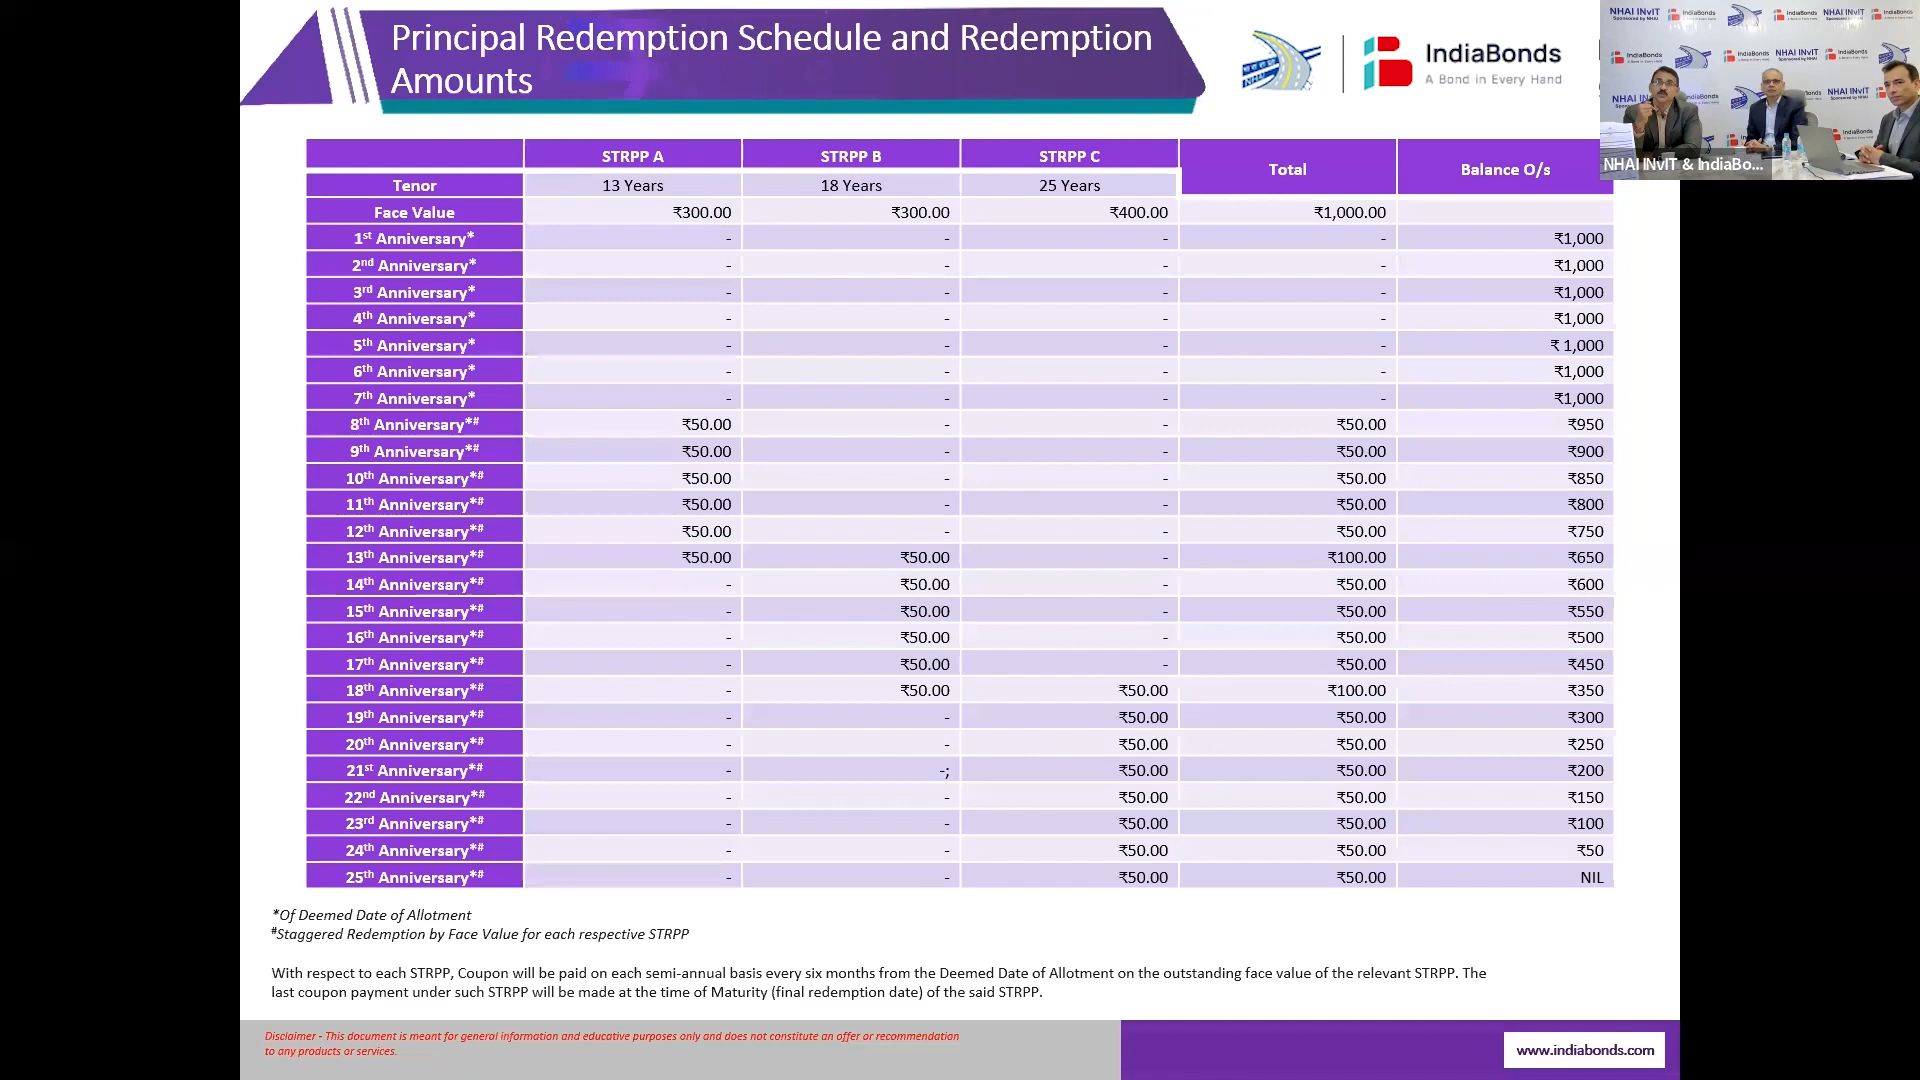 Principal Redemption Schedule and Redemption
Amounts
NHAI
IndiaBonds
A Bond in Every Hand
NHAI INvIT
Sponsored by NHAI
IndiaBonds
NHAI INvIT & IndiaBo...
STRPP A STRPP B STRPP C Total Balance O/s
Tenor 13 Years 18 Years 25 Years
Face Value ₹300.00 ₹300.00 ₹400.00 ₹1,000.00
1st Anniversary* - - - - ₹1,000
2nd Anniversary* - - - - ₹1,000
3rd Anniversary* - - - - ₹1,000
4th Anniversary* - - - - ₹1,000
5th Anniversary* - - - - ₹ 1,000
6th Anniversary* - - - - ₹1,000
7th Anniversary* - - - - ₹1,000
8th Anniversary*# ₹50.00 - - ₹50.00 ₹950
9th Anniversary*# ₹50.00 - - ₹50.00 ₹900
10th Anniversary*# ₹50.00 - - ₹50.00 ₹850
11th Anniversary*# ₹50.00 - - ₹50.00 ₹800
12th Anniversary*# ₹50.00 - - ₹50.00 ₹750
13th Anniversary*# ₹50.00 ₹50.00 - ₹100.00 ₹650
14th Anniversary*# - ₹50.00 - ₹50.00 ₹600
15th Anniversary*# - ₹50.00 - ₹50.00 ₹550
16th Anniversary*# - ₹50.00 - ₹50.00 ₹500
17th Anniversary*# - ₹50.00 - ₹50.00 ₹450
18th Anniversary*# - ₹50.00 ₹50.00 ₹100.00 ₹350
19th Anniversary*# - - ₹50.00 ₹50.00 ₹300
20th Anniversary*# - - ₹50.00 ₹50.00 ₹250
21st Anniversary*# - -; ₹50.00 ₹50.00 ₹200
22nd Anniversary*# - - ₹50.00 ₹50.00 ₹150
23rd Anniversary*# - - ₹50.00 ₹50.00 ₹100
24th Anniversary*# - - ₹50.00 ₹50.00 ₹50
25th Anniversary*# - - ₹50.00 ₹50.00 NIL
*Of Deemed Date of Allotment
#Staggered Redemption by Face Value for each respective STRPP
With respect to each STRPP, Coupon will be paid on each semi-annual basis every six months from the Deemed Date of Allotment on the outstanding face value of the relevant STRPP. The
last coupon payment under such STRPP will be made at the time of Maturity (final redemption date) of the said STRPP.
Disclaimer - This document is meant for general information and educative purposes only and does not constitute an offer or recommendation
to any products or services.
www.indiabonds.com